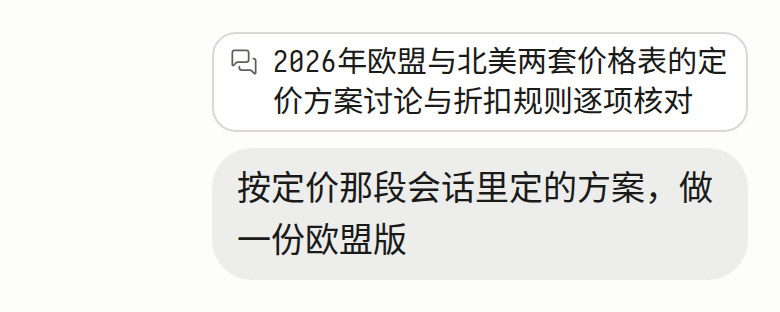 2026年欧盟与北美两套价格表的定
价方案讨论与折扣规则逐项核对
按定价那段会话里定的方案，做
一份欧盟版